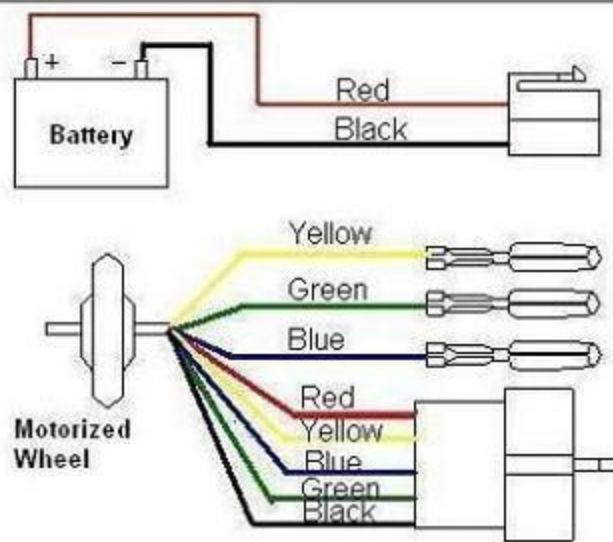 + −
Battery
Red
Black
Yellow
Green
Blue
Red
Yellow
Blue
Green
Black
Motorized
Wheel